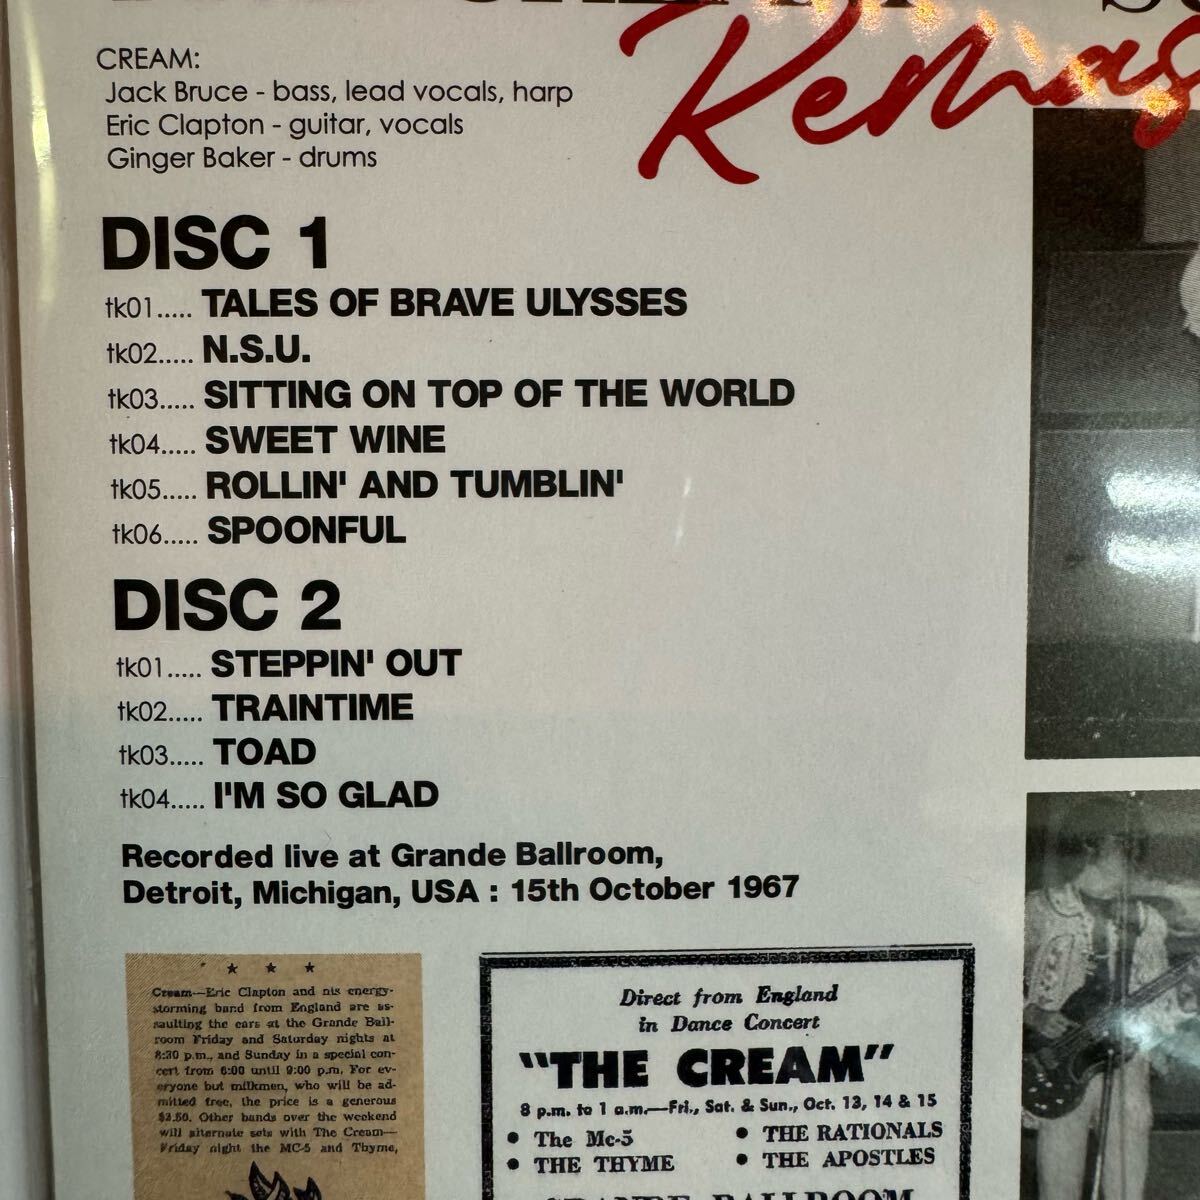 CREAM:
Jack Bruce - bass, lead vocals, harp
Eric Clapton - guitar, vocals
Ginger Baker - drums
DISC 1
tk01..... TALES OF BRAVE ULYSSES
tk02..... N.S.U.
tk03..... SITTING ON TOP OF THE WORLD
tk04..... SWEET WINE
tk05..... ROLLIN' AND TUMBLIN'
tk06..... SPOONFUL
DISC 2
tk01..... STEPPIN' OUT
tk02..... TRAINTIME
tk03..... TOAD
tk04..... I'M SO GLAD
Recorded live at Grande Ballroom,
Detroit, Michigan, USA : 15th October 1967
Cream—Eric Clapton and his energy-
storming band from England are as-
saulting the ears at the Grande Ball-
room Friday and Saturday nights at
8:30 p.m., and Sunday in a special con-
cert from 6:00 until 9:00 p.m. For ev-
eryone but milkmen, who will be ad-
mitted free, the price is a generous
$3.50. Other bands over the weekend
will alternate sets with The Cream—
Friday night the MC-5 and Thyme,
Direct from England
in Dance Concert
"THE CREAM"
8 p.m. to 1 a.m.—Fri., Sat. & Sun., Oct. 13, 14 & 15
• The Mc-5
• THE RATIONALS
• THE THYME
• THE APOSTLES
GRANDE BALLROOM